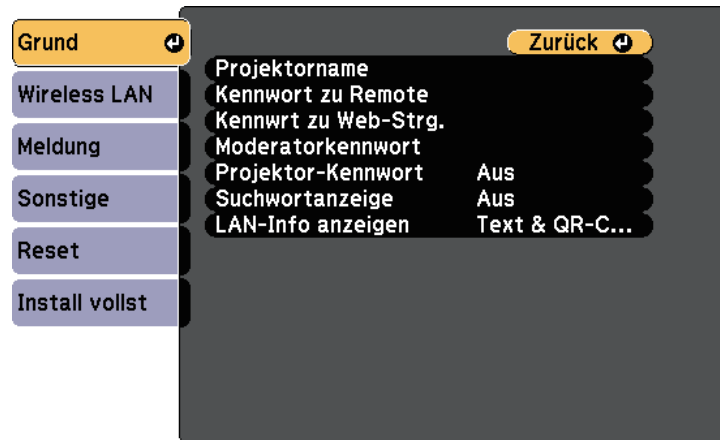 Grund
Wireless LAN
Meldung
Sonstige
Reset
Install vollst
Zurück
Projektorname
Kennwort zu Remote
Kennwrt zu Web-Strg.
Moderatorkennwort
Projektor-Kennwort Aus
Suchwortanzeige Aus
LAN-Info anzeigen Text & QR-C...